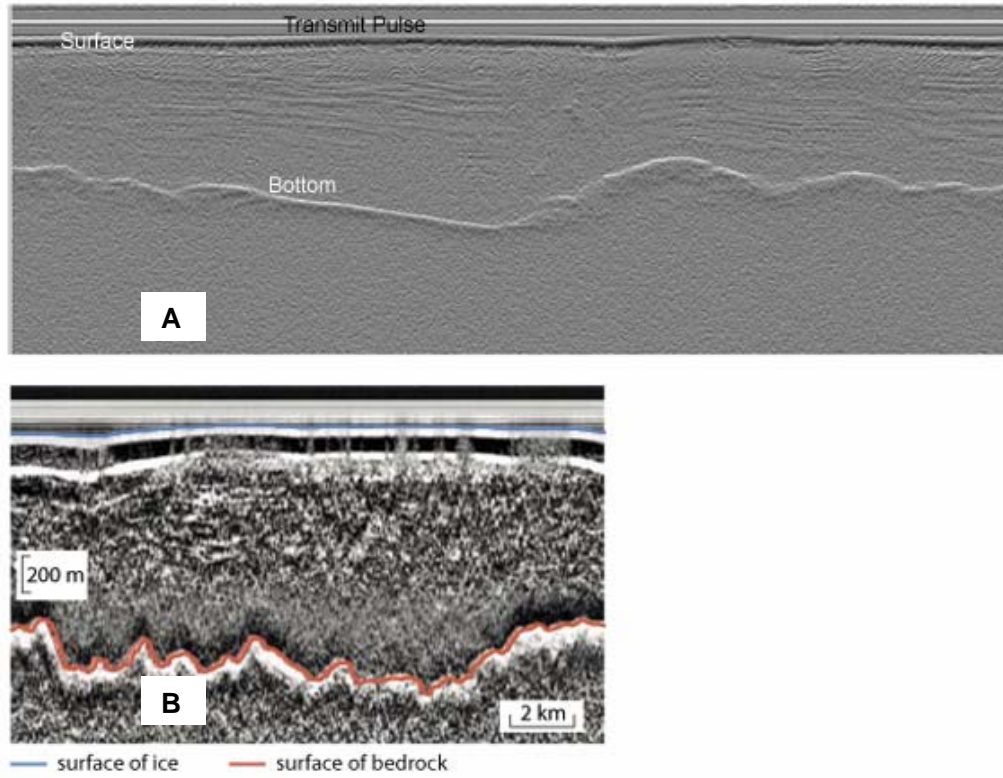 Transmit Pulse
Surface
Bottom
A
200 m
B
2 km
surface of ice
surface of bedrock